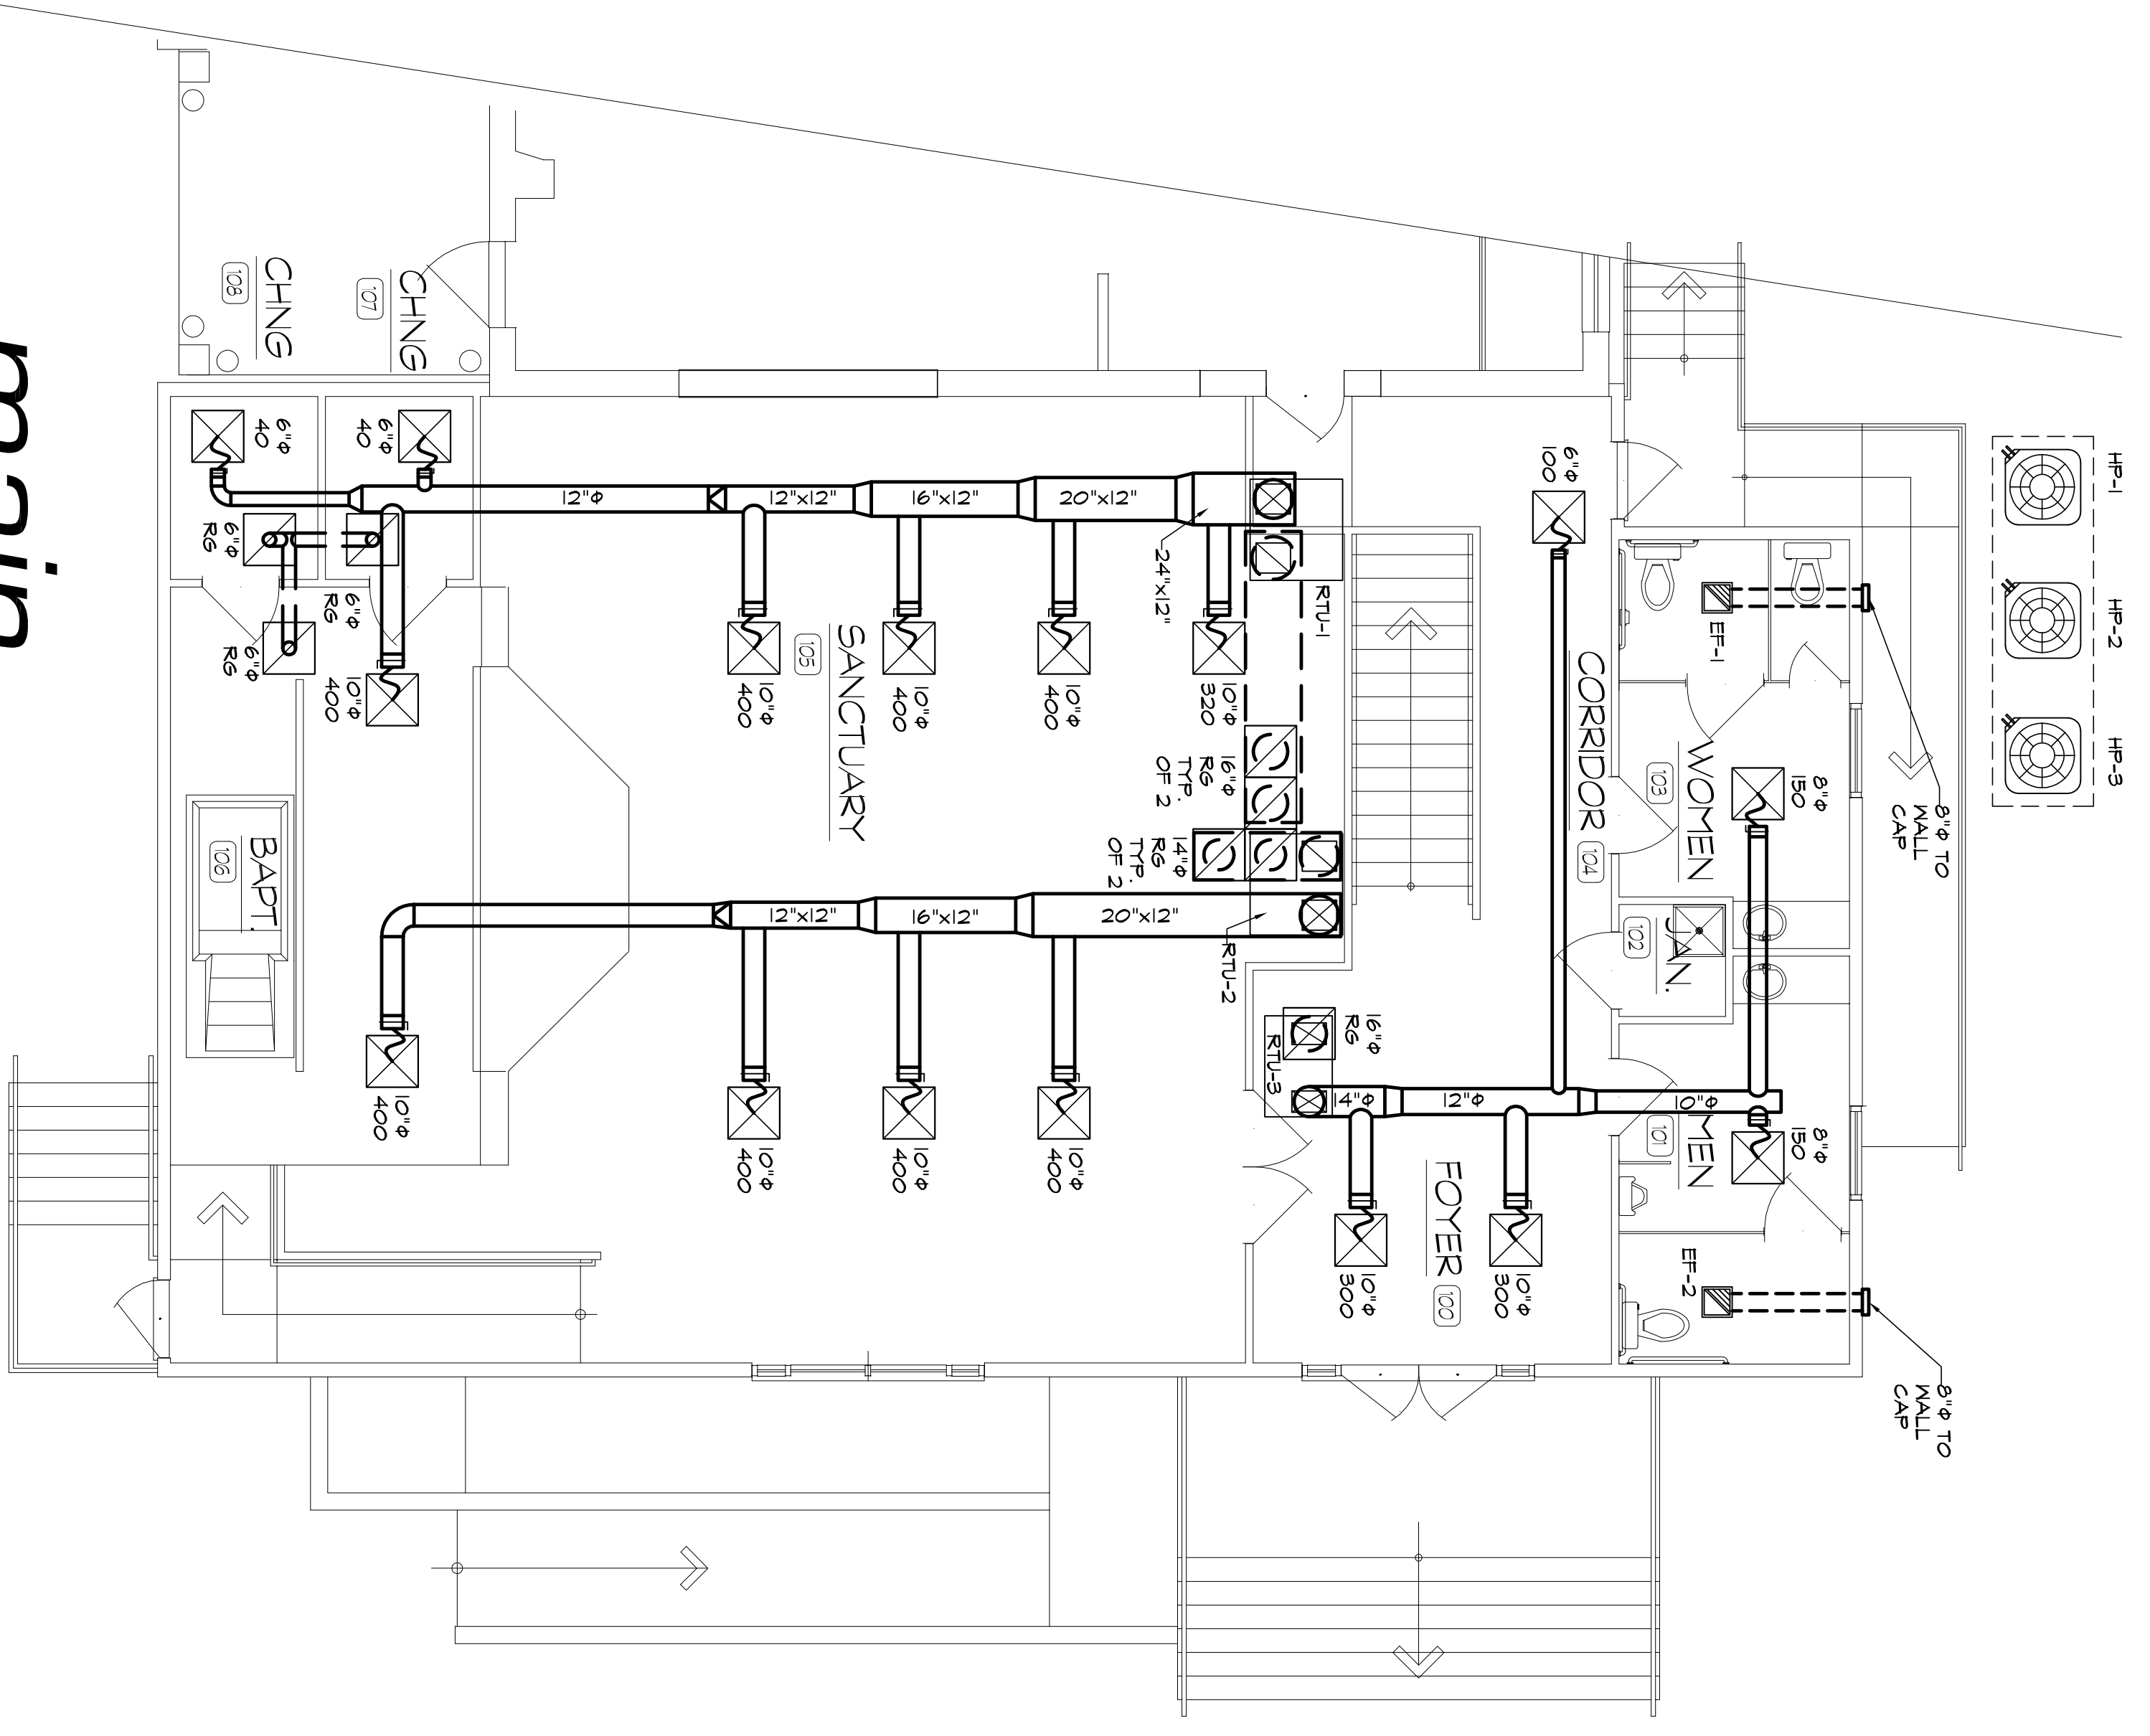 HP-1
HP-2
HP-3
8"ϕ TO
WALL
CAP
8"ϕ TO
WALL
CAP
8"ϕ
150
8"ϕ
150
EF-1
WOMEN
103
JAN.
102
MEN
101
EF-2
10"ϕ
6"ϕ
100
CORRIDOR
104
FOYER
100
10"ϕ
300
12"ϕ
14"ϕ
10"ϕ
300
16"ϕ
RG
RTU-3
RTU-1
RTU-2
24"x12"
10"ϕ
320
16"ϕ
RG
TYP.
OF 2
14"ϕ
RG
TYP.
OF 2
20"x12"
10"ϕ
400
20"x12"
10"ϕ
400
16"x12"
10"ϕ
400
16"x12"
10"ϕ
400
SANCTUARY
105
12"x12"
10"ϕ
400
12"x12"
10"ϕ
400
12"ϕ
CHNG
107
6"ϕ
40
6"ϕ
RG
10"ϕ
400
10"ϕ
400
CHNG
108
6"ϕ
40
6"ϕ
RG
6"ϕ
RG
BAPT.
106
main